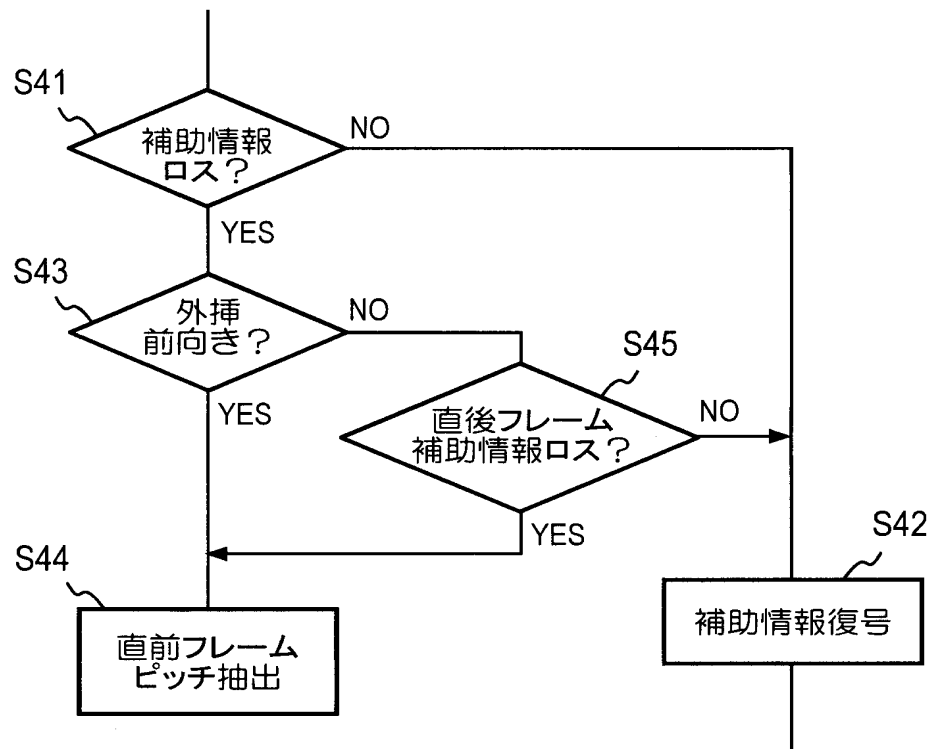 S41
補助情報
ロス?
NO
YES
S43
外挿
前向き?
NO
YES
S45
直後フレーム
補助情報ロス?
NO
YES
S44
直前フレーム
ピッチ抽出
S42
補助情報復号